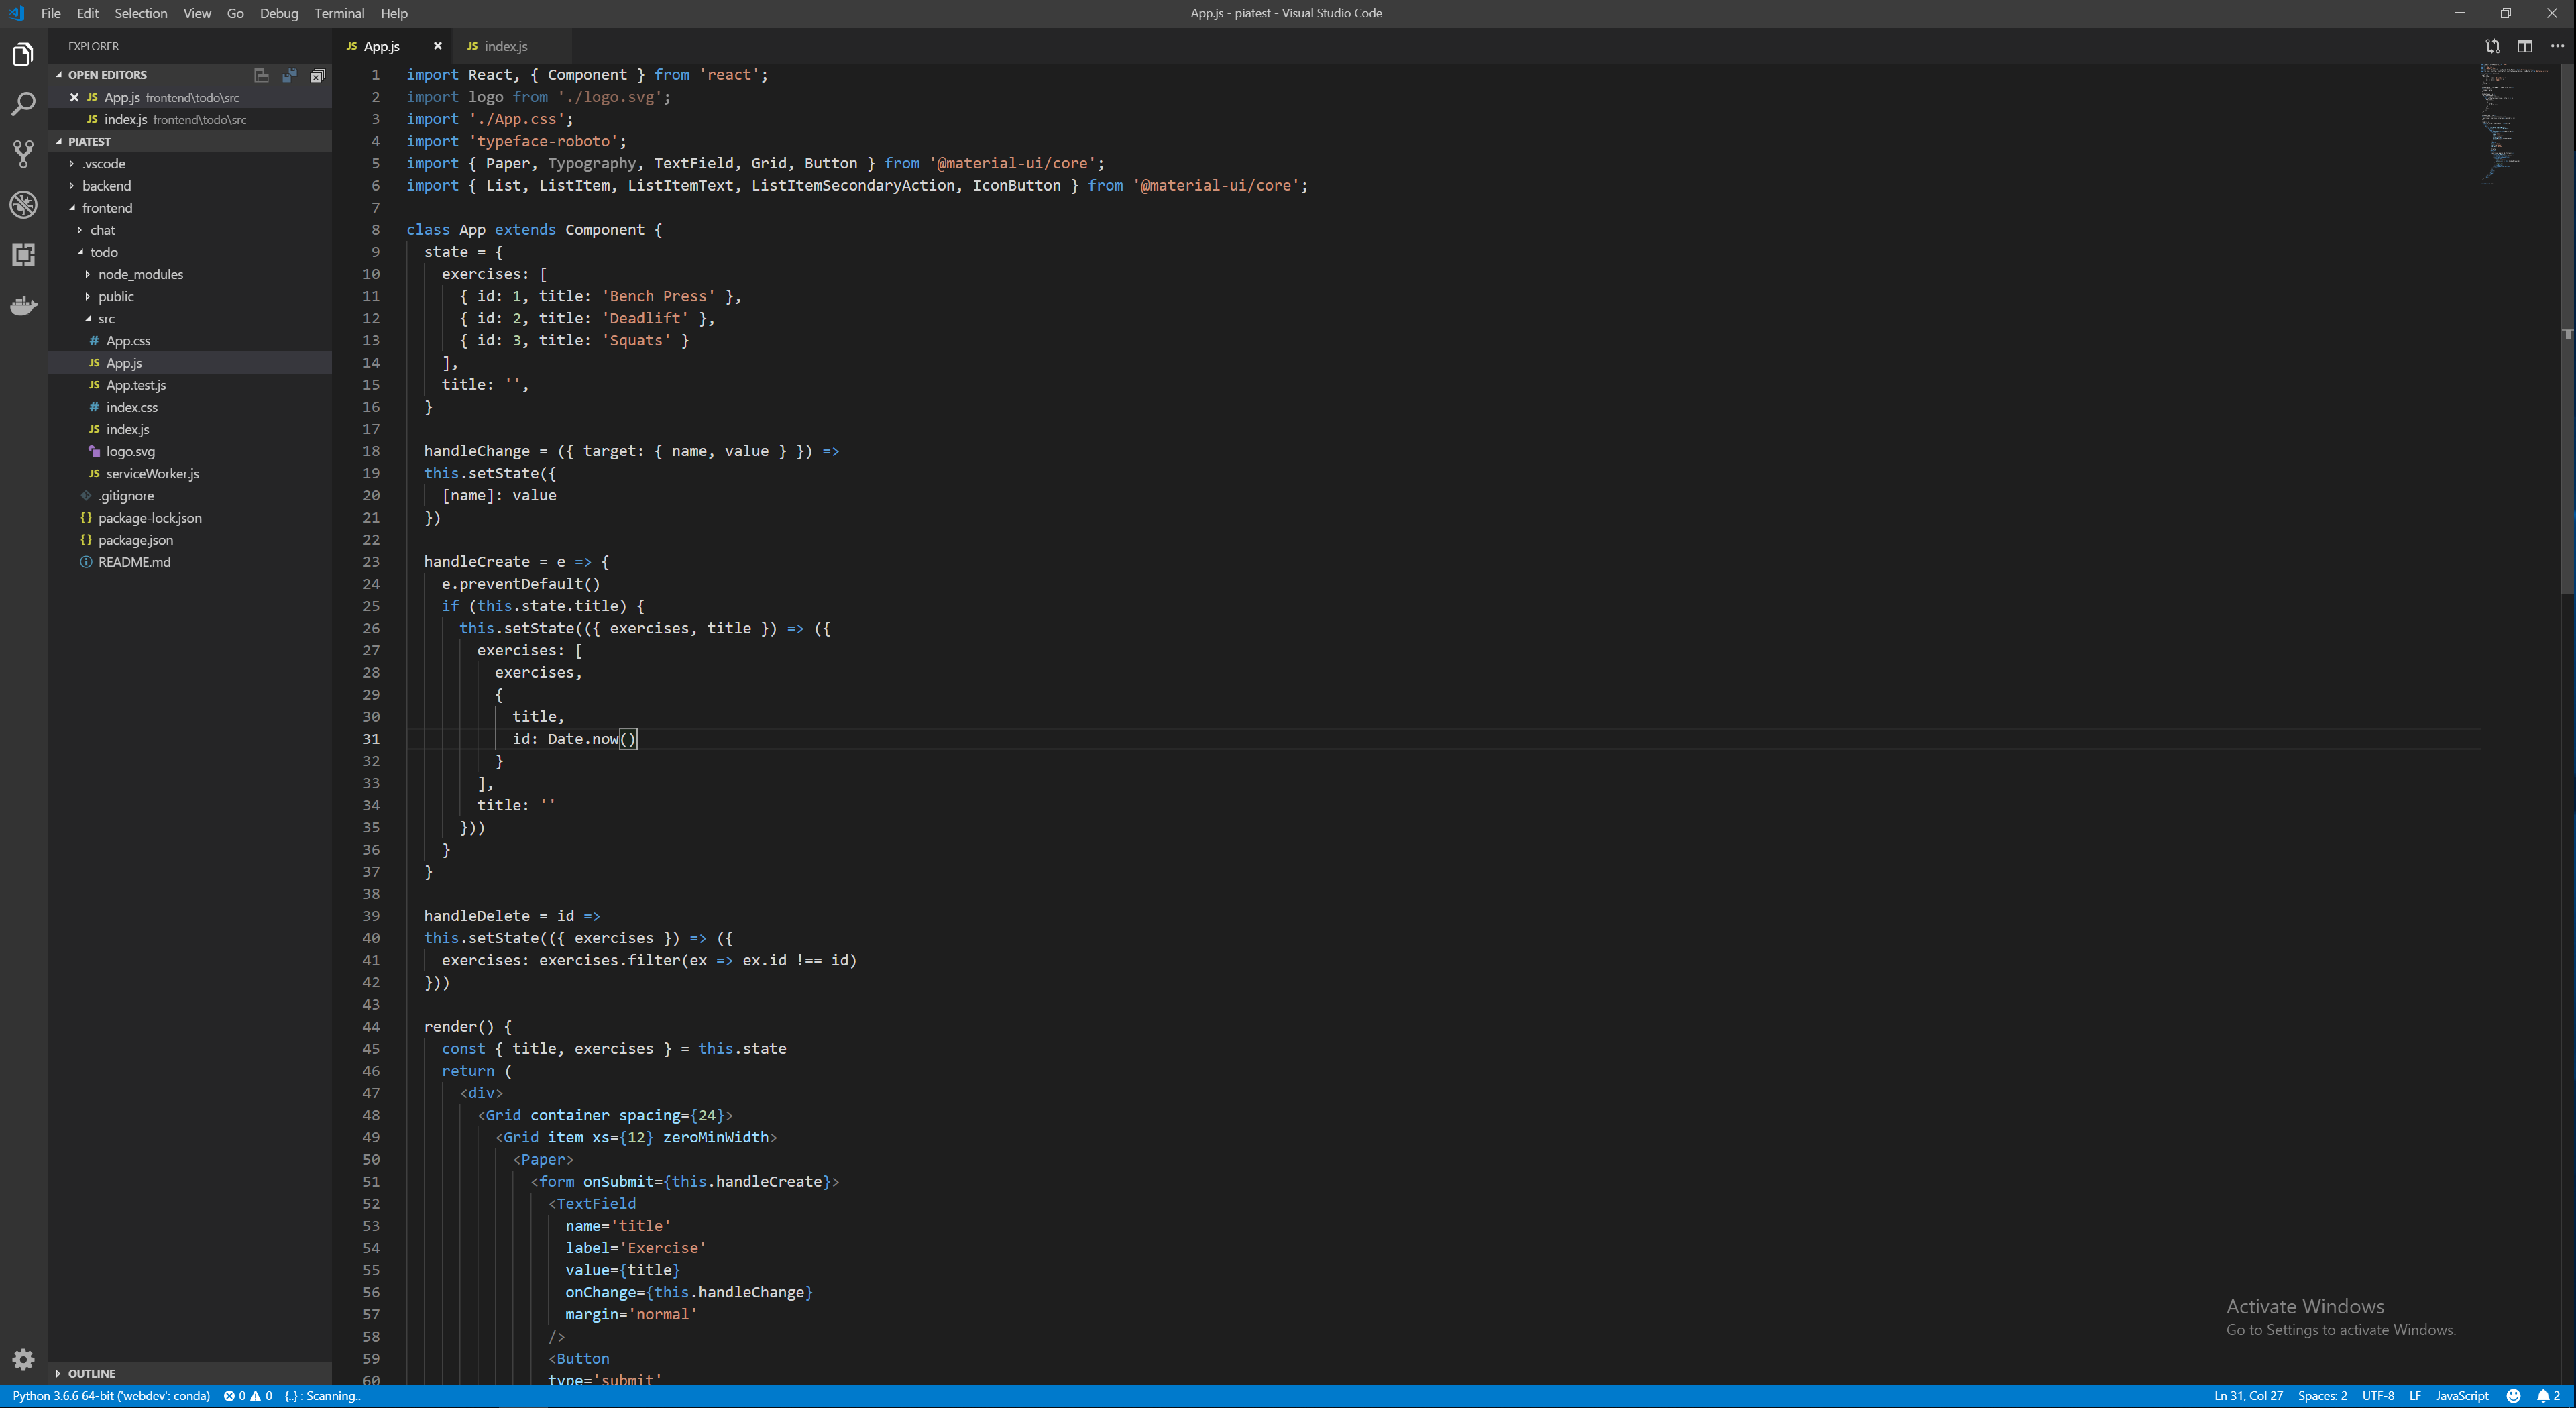 File Edit Selection View Go Debug Terminal Help
App.js - piatest - Visual Studio Code
EXPLORER
OPEN EDITORS
JS App.js frontend\todo\src
JS index.js frontend\todo\src
PIATEST
.vscode
backend
frontend
chat
todo
node_modules
public
src
# App.css
JS App.js
JS App.test.js
# index.css
JS index.js
logo.svg
JS serviceWorker.js
.gitignore
{} package-lock.json
{} package.json
README.md
OUTLINE
JS App.js
JS index.js
1 import React, { Component } from 'react';
2 import logo from './logo.svg';
3 import './App.css';
4 import 'typeface-roboto';
5 import { Paper, Typography, TextField, Grid, Button } from '@material-ui/core';
6 import { List, ListItem, ListItemText, ListItemSecondaryAction, IconButton } from '@material-ui/core';
7
8 class App extends Component {
9 state = {
10 exercises: [
11 { id: 1, title: 'Bench Press' },
12 { id: 2, title: 'Deadlift' },
13 { id: 3, title: 'Squats' }
14 ],
15 title: '',
16 }
17
18 handleChange = ({ target: { name, value } }) =>
19 this.setState({
20 [name]: value
21 })
22
23 handleCreate = e => {
24 e.preventDefault()
25 if (this.state.title) {
26 this.setState(({ exercises, title }) => ({
27 exercises: [
28 exercises,
29 {
30 title,
31 id: Date.now()
32 }
33 ],
34 title: ''
35 }))
36 }
37 }
38
39 handleDelete = id =>
40 this.setState(({ exercises }) => ({
41 exercises: exercises.filter(ex => ex.id !== id)
42 }))
43
44 render() {
45 const { title, exercises } = this.state
46 return (
47 <div>
48 <Grid container spacing={24}>
49 <Grid item xs={12} zeroMinWidth>
50 <Paper>
51 <form onSubmit={this.handleCreate}>
52 <TextField
53 name='title'
54 label='Exercise'
55 value={title}
56 onChange={this.handleChange}
57 margin='normal'
58 />
59 <Button
60 type='submit'
Activate Windows
Go to Settings to activate Windows.
Python 3.6.6 64-bit ('webdev': conda) 0 0 {..} : Scanning.. Ln 31, Col 27 Spaces: 2 UTF-8 LF JavaScript 2